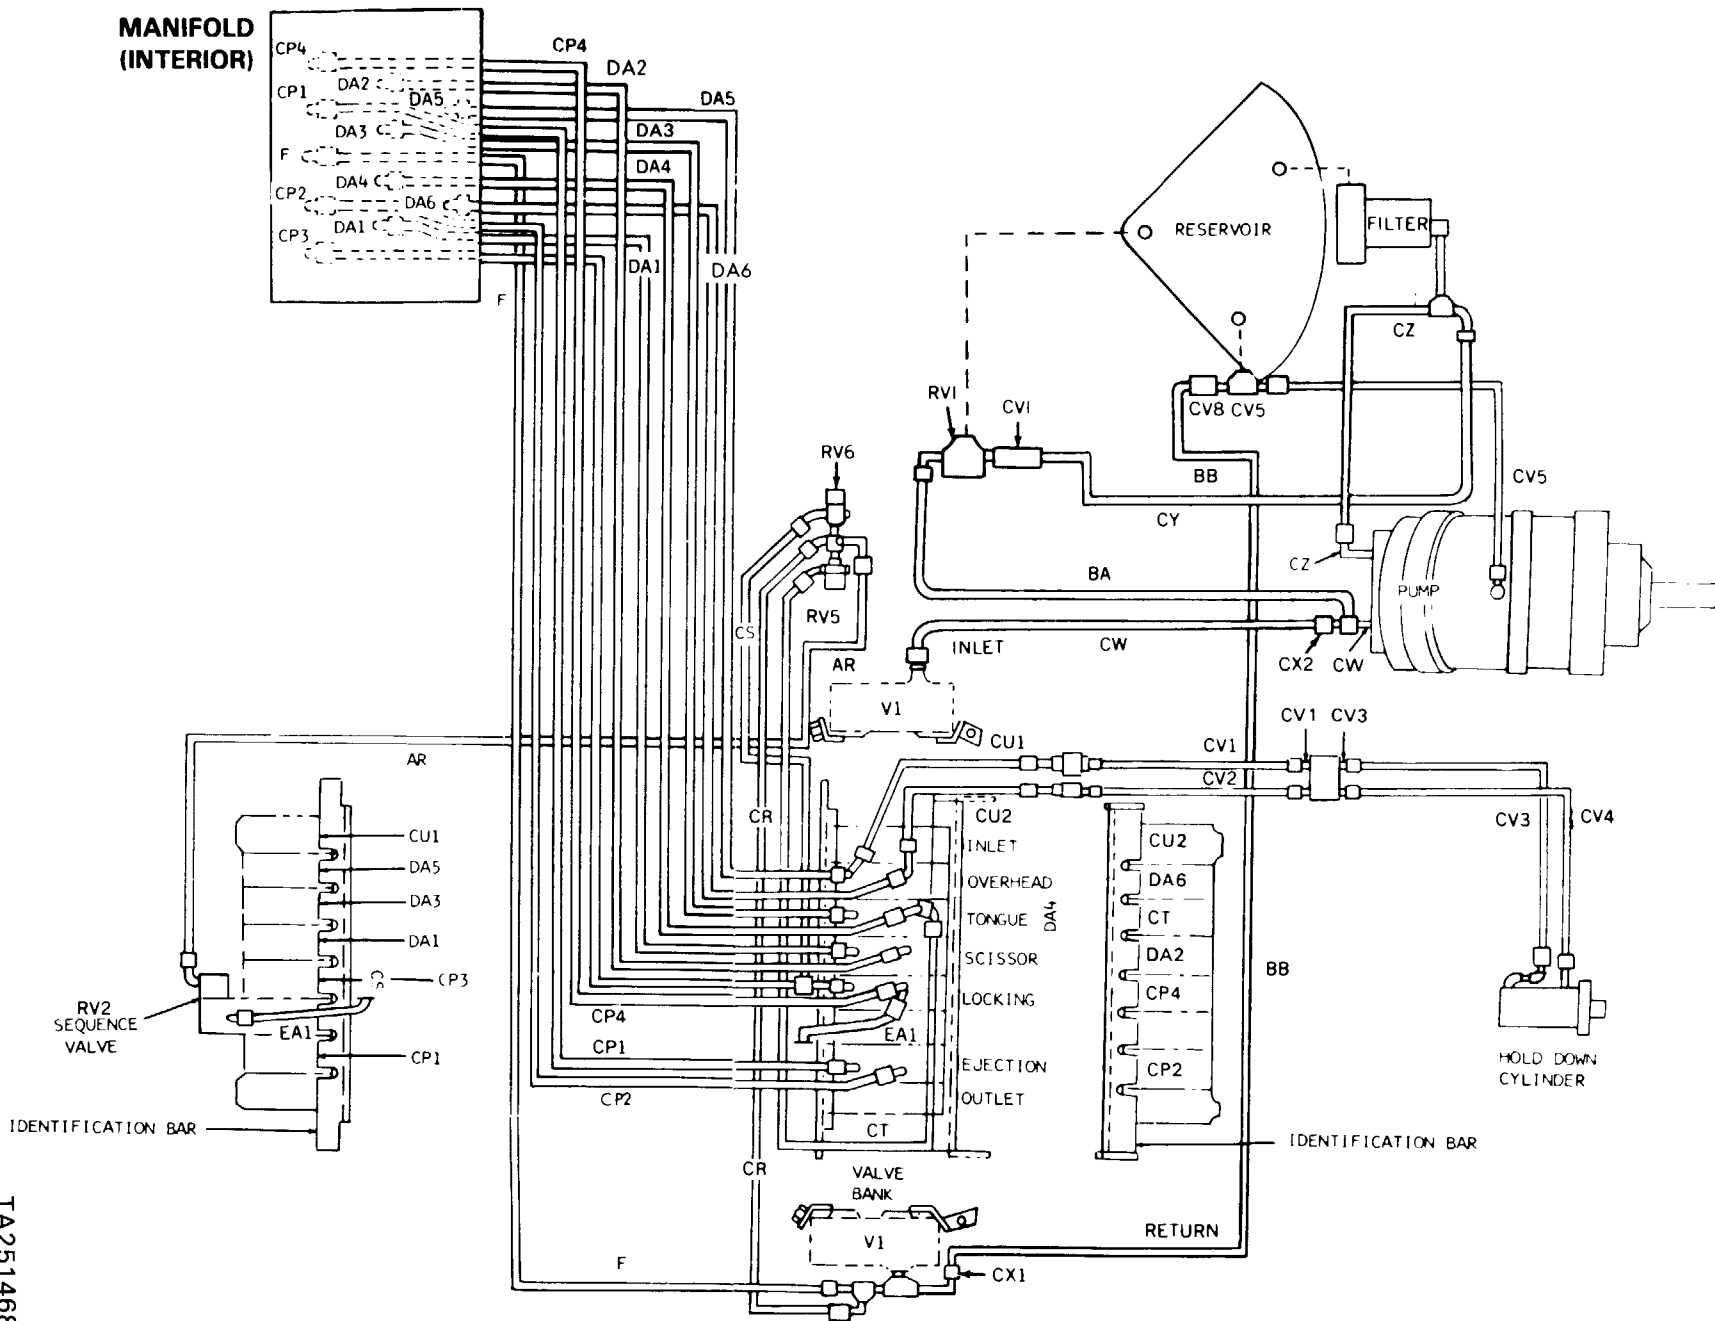 MANIFOLD
(INTERIOR)
CP4
DA2
CP1
DA5
DA3
F
DA4
CP2
DA6
DA1
CP3
CP4
DA2
DA5
DA3
DA4
DA1
DA6
F
RESERVOIR
FILTER
CZ
RV1
CV1
CV8 CV5
BB
CV5
CY
RV6
RV5
CS
AR
BA
CZ
PUMP
INLET
CW
CX2
CW
V1
AR
CU1
CV1
CV3
CV1
CV2
CV3
CV4
CR
CU2
CU1
DA5
DA3
DA1
CP3
CS
EA1
CP1
RV2
SEQUENCE
VALVE
IDENTIFICATION BAR
INLET
OVERHEAD
TONGUE
DA4
SCISSOR
LOCKING
EA1
EJECTION
OUTLET
CP4
CP1
CP2
CT
CU2
DA6
CT
DA2
CP4
CP2
BB
HOLD DOWN
CYLINDER
IDENTIFICATION BAR
CR
VALVE
BANK
V1
RETURN
CX1
F
TA251468